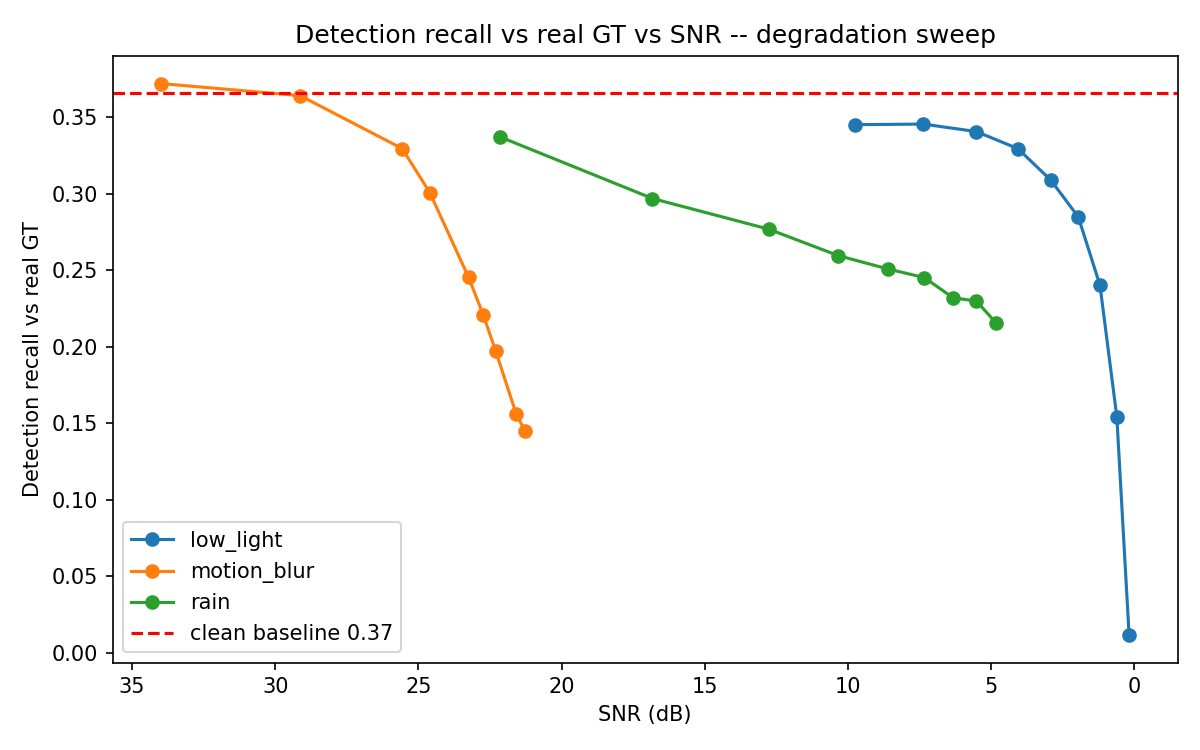 Detection recall vs real GT vs SNR -- degradation sweep
Detection recall vs real GT
0.35
0.30
0.25
0.20
0.15
0.10
0.05
0.00
low_light
motion_blur
rain
clean baseline 0.37
35
30
25
20
15
10
5
0
SNR (dB)